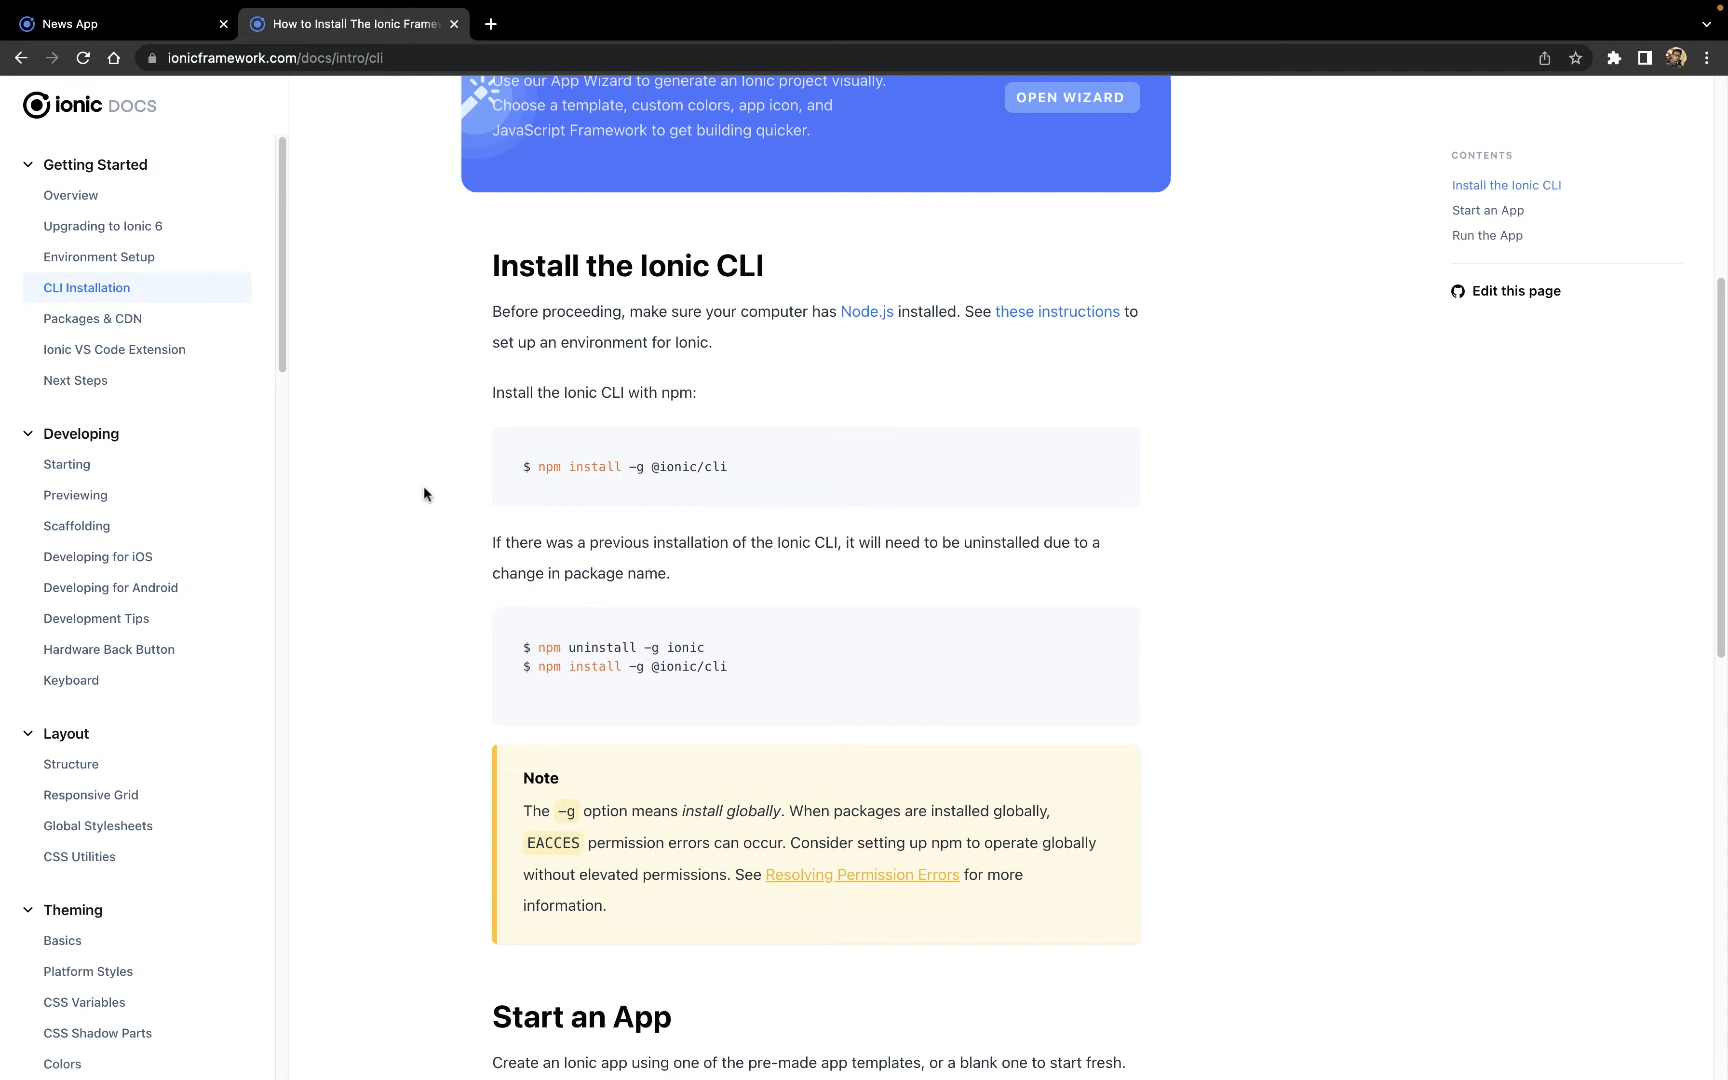 News App
How to Install The Ionic Frame
ionicframework.com/docs/intro/cli
ionic DOCS
Getting Started
Overview
Upgrading to Ionic 6
Environment Setup
CLI Installation
Packages & CDN
Ionic VS Code Extension
Next Steps
Developing
Starting
Previewing
Scaffolding
Developing for iOS
Developing for Android
Development Tips
Hardware Back Button
Keyboard
Layout
Structure
Responsive Grid
Global Stylesheets
CSS Utilities
Theming
Basics
Platform Styles
CSS Variables
CSS Shadow Parts
Colors
Use our App Wizard to generate an Ionic project visually.
Choose a template, custom colors, app icon, and
JavaScript Framework to get building quicker.
OPEN WIZARD
Install the Ionic CLI
Before proceeding, make sure your computer has Node.js installed. See these instructions to
set up an environment for Ionic.
Install the Ionic CLI with npm:
$ npm install -g @ionic/cli
If there was a previous installation of the Ionic CLI, it will need to be uninstalled due to a
change in package name.
$ npm uninstall -g ionic
$ npm install -g @ionic/cli
Note
The -g option means install globally. When packages are installed globally,
EACCES permission errors can occur. Consider setting up npm to operate globally
without elevated permissions. See Resolving Permission Errors for more
information.
Start an App
Create an Ionic app using one of the pre-made app templates, or a blank one to start fresh.
CONTENTS
Install the Ionic CLI
Start an App
Run the App
Edit this page